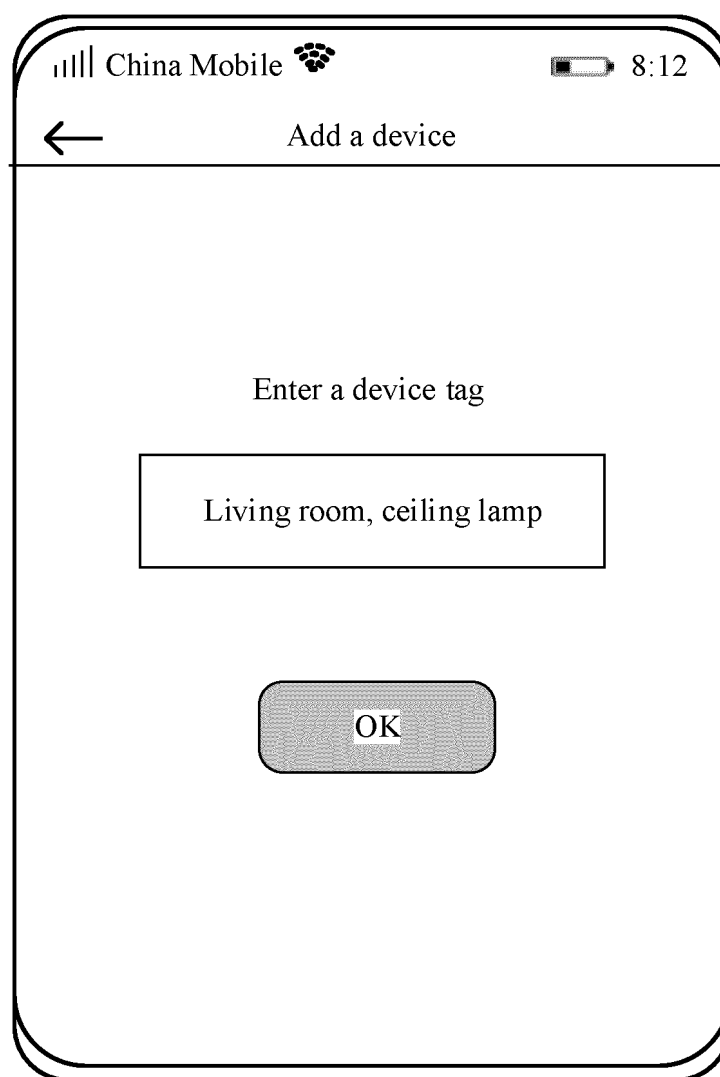 China Mobile 8:12
Add a device
Enter a device tag
Living room, ceiling lamp
OK